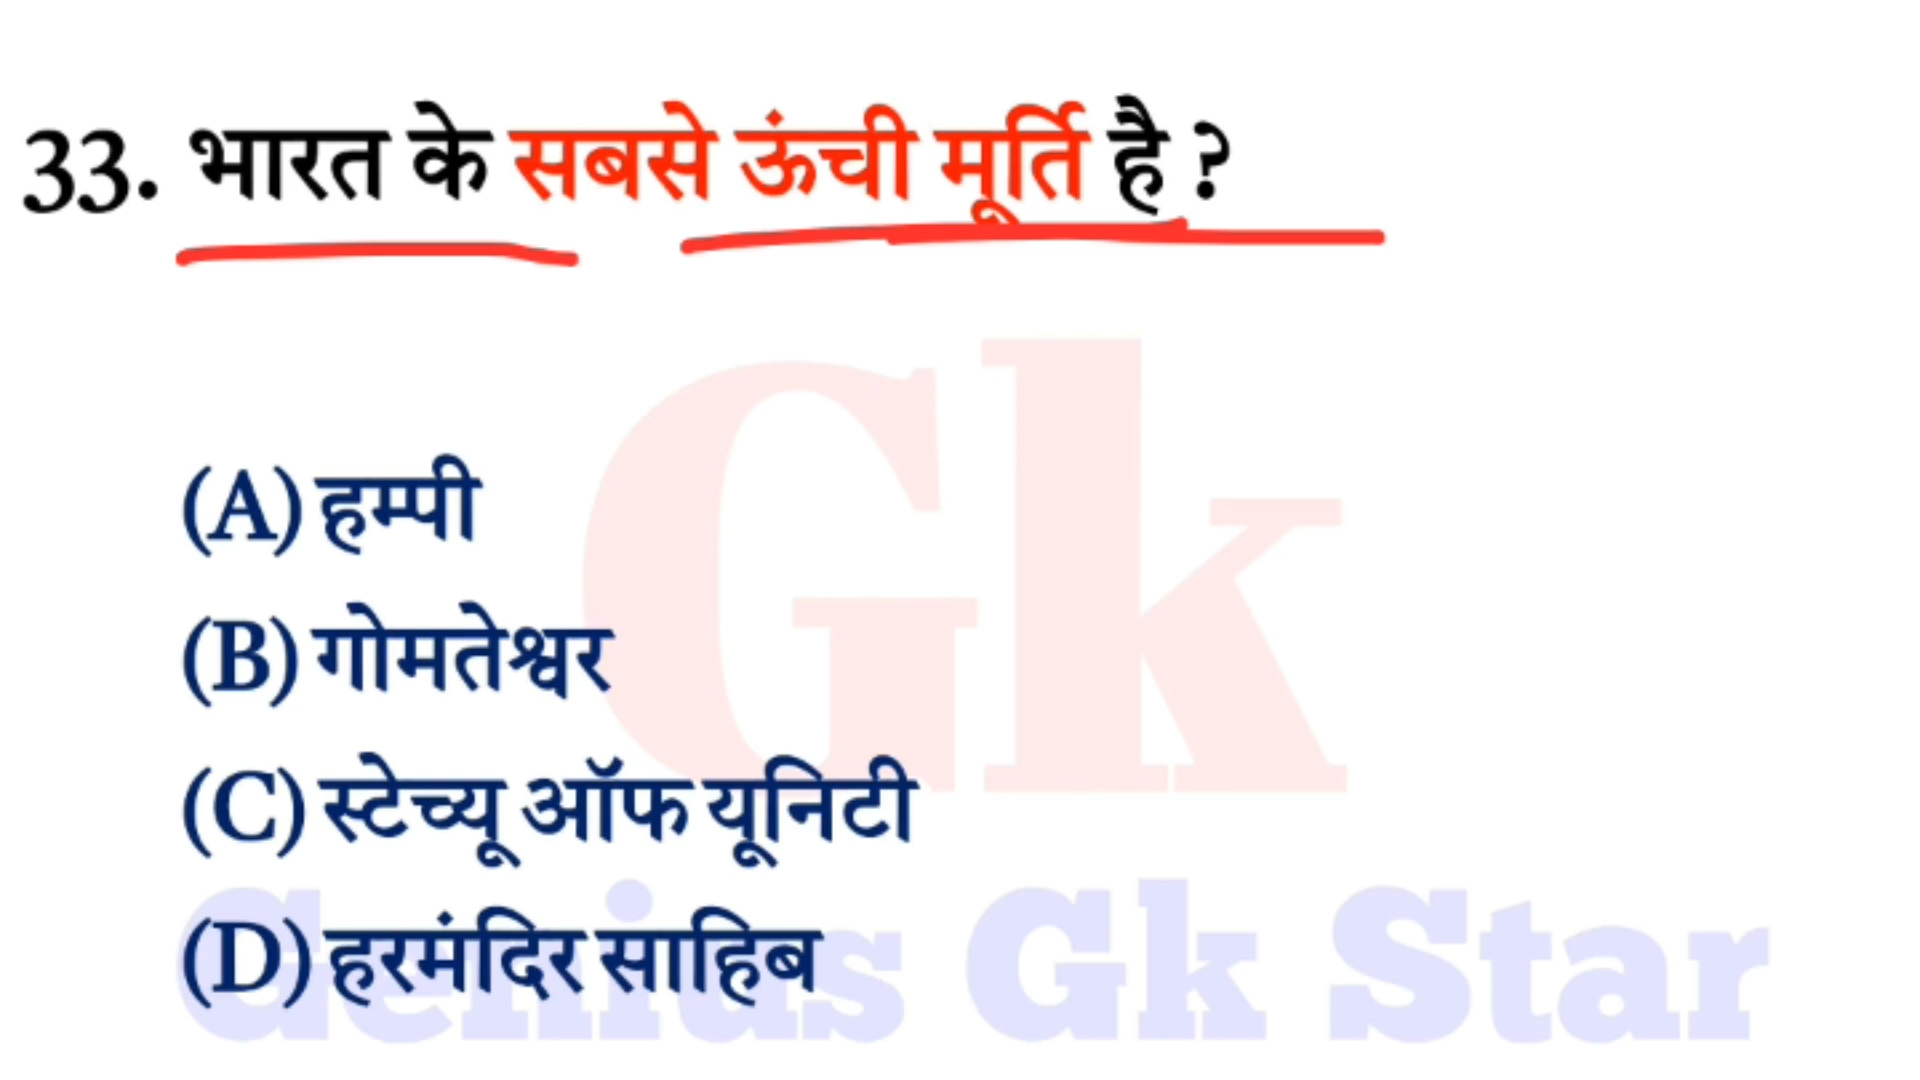 33. भारत के सबसे ऊंची मूर्ति है ?
Gk
(A) हम्पी
(B) गोमतेश्वर
(C) स्टेच्यू ऑफ यूनिटी
(D) हरमंदिर साहिब
Genius Gk Star